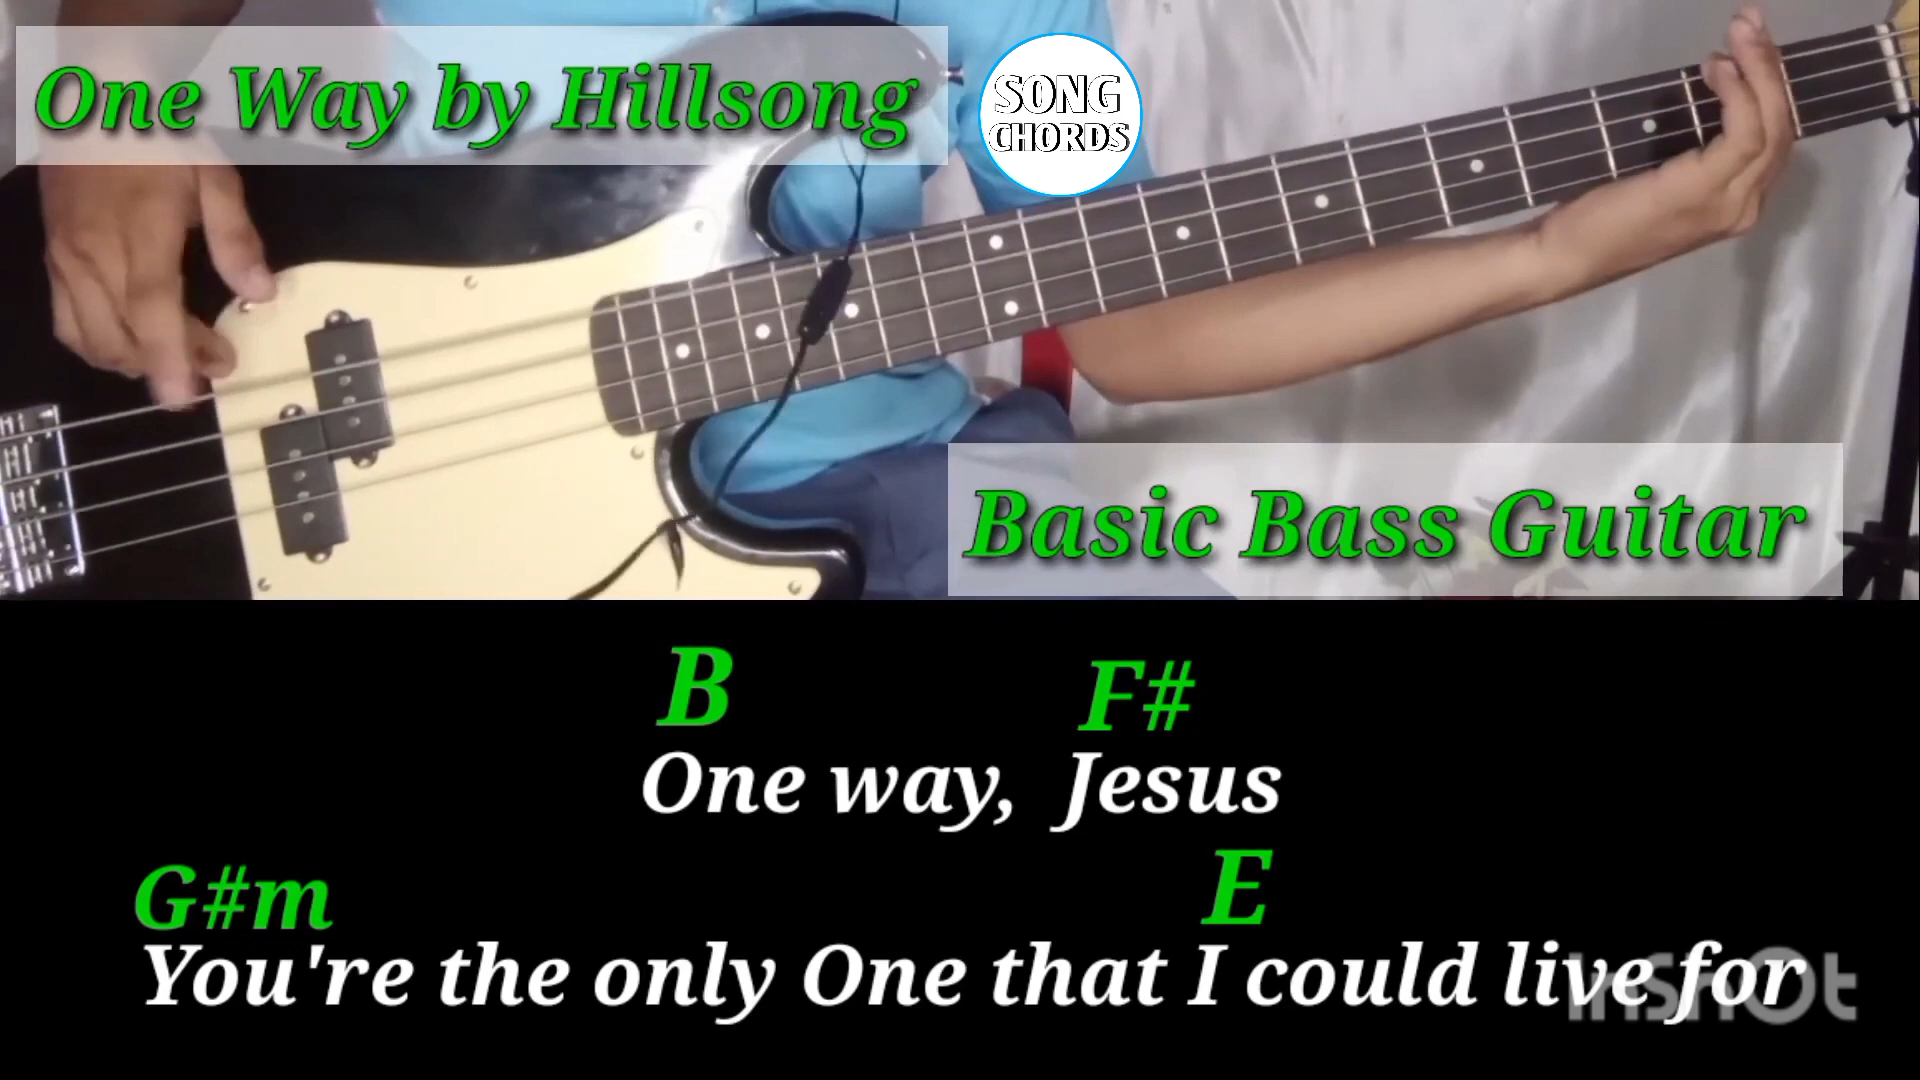 One Way by Hillsong
SONG
CHORDS
Basic Bass Guitar
B F#
One way, Jesus
G#m E
You're the only One that I could live for
InShOt